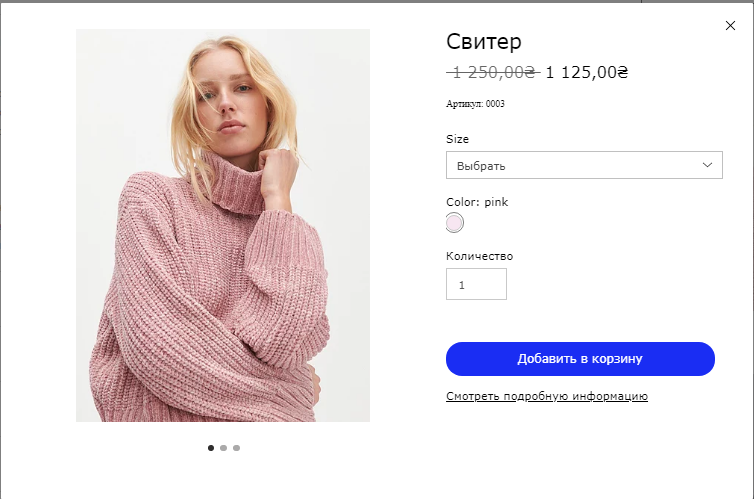 Свитер
1 250,00₴ 1 125,00₴
Артикул: 0003
Size
Выбрать
Color: pink
Количество
1
Добавить в корзину
Смотреть подробную информацию